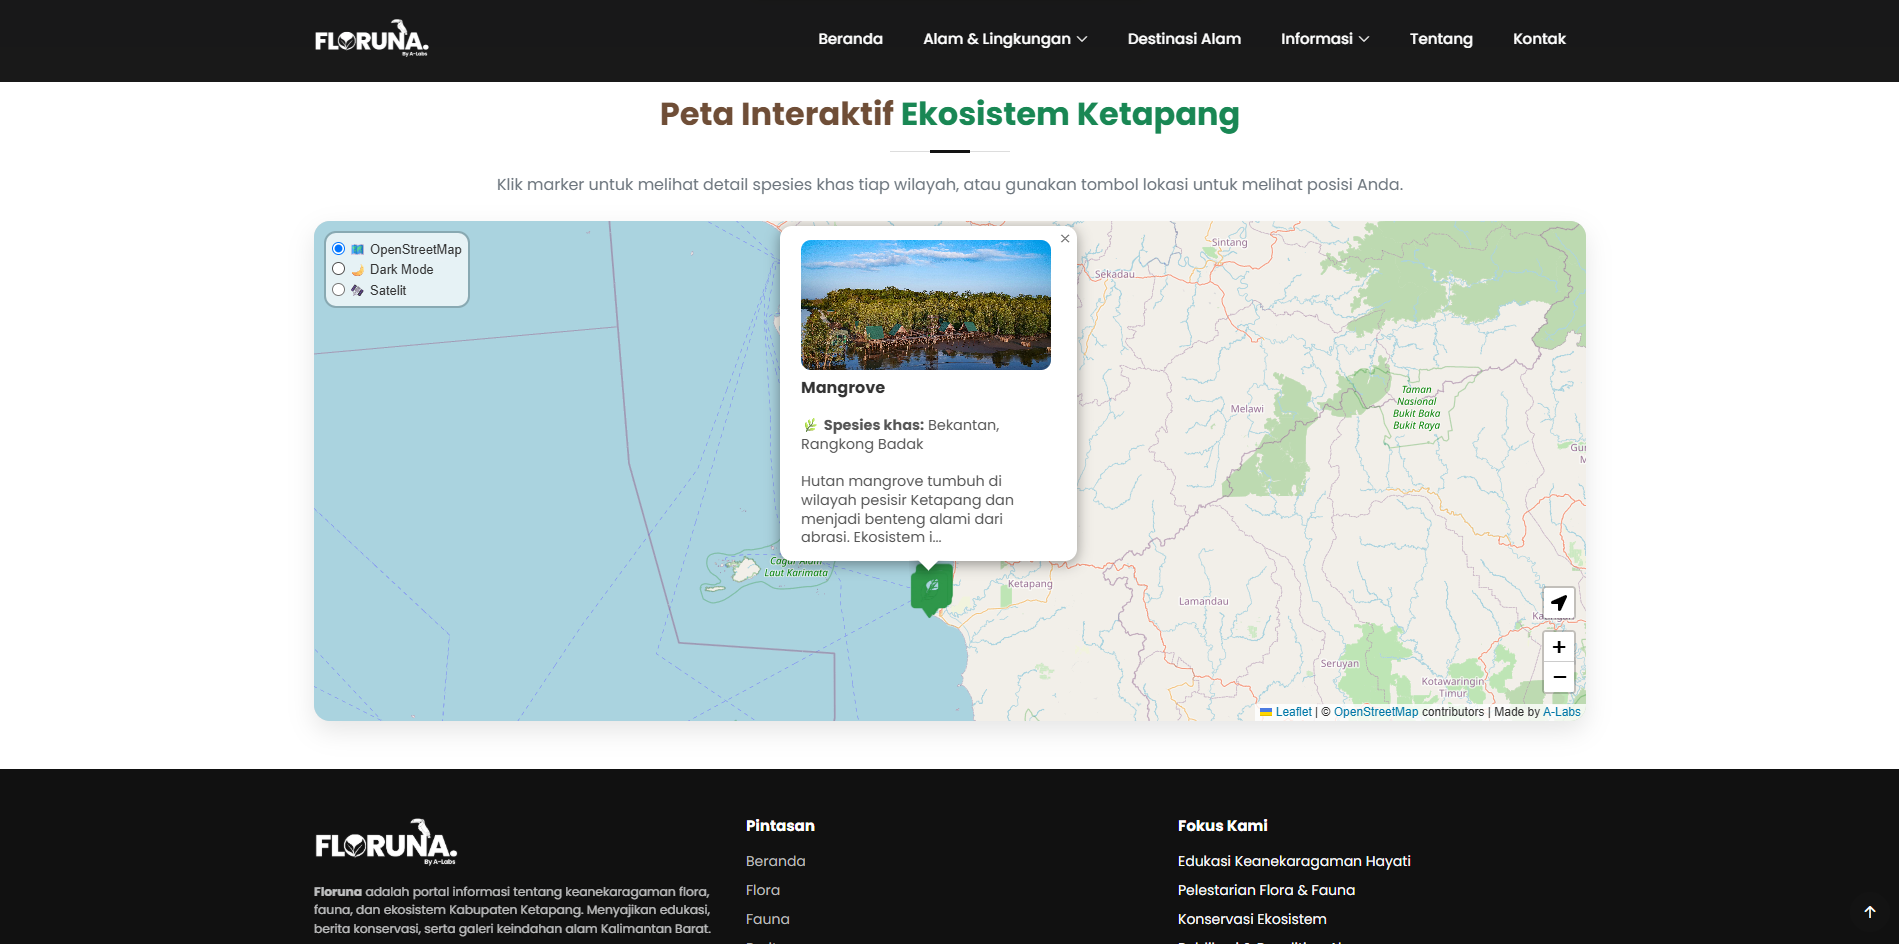 FLORUNA.
By A-Labs
Beranda
Alam & Lingkungan
Destinasi Alam
Informasi
Tentang
Kontak
Peta Interaktif Ekosistem Ketapang
Klik marker untuk melihat detail spesies khas tiap wilayah, atau gunakan tombol lokasi untuk melihat posisi Anda.
OpenStreetMap
Dark Mode
Satelit
×
Mangrove
Spesies khas: Bekantan,
Rangkong Badak
Hutan mangrove tumbuh di
wilayah pesisir Ketapang dan
menjadi benteng alami dari
abrasi. Ekosistem i...
Sintang
Sekadau
Melawi
Taman
Nasional
Bukit Baka
Bukit Raya
Laut Karimata
Ketapang
Lamandau
Seruyan
Kotawaringin
Timur
+
−
Leaflet | © OpenStreetMap contributors | Made by A-Labs
FLORUNA.
By A-Labs
Floruna adalah portal informasi tentang keanekaragaman flora,
fauna, dan ekosistem Kabupaten Ketapang. Menyajikan edukasi,
berita konservasi, serta galeri keindahan alam Kalimantan Barat.
Pintasan
Beranda
Flora
Fauna
Fokus Kami
Edukasi Keanekaragaman Hayati
Pelestarian Flora & Fauna
Konservasi Ekosistem